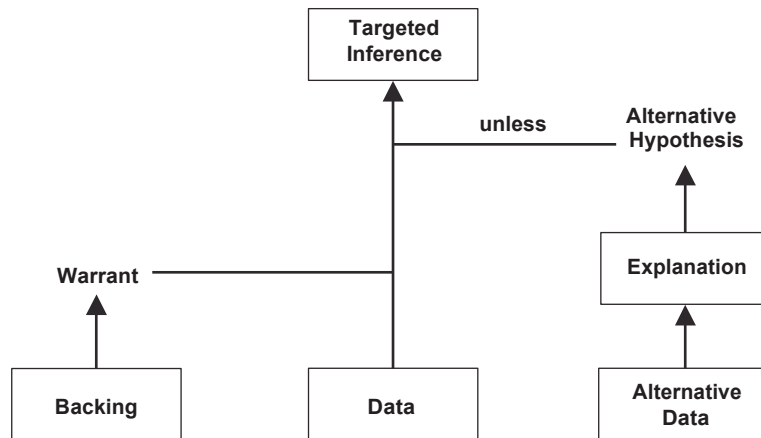 Targeted
Inference
unless
Alternative
Hypothesis
Warrant
Explanation
Backing
Data
Alternative
Data